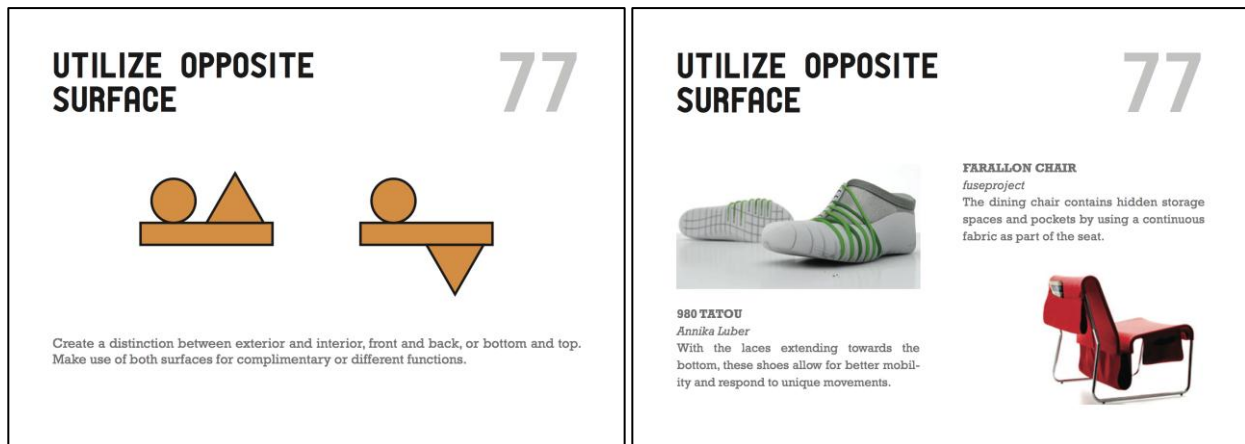 UTILIZE OPPOSITE
SURFACE
77
Create a distinction between exterior and interior, front and back, or bottom and top.
Make use of both surfaces for complimentary or different functions.
UTILIZE OPPOSITE
SURFACE
77
980 TATOU
Annika Luber
With the laces extending towards the
bottom, these shoes allow for better mobil-
ity and respond to unique movements.
FARALLON CHAIR
fuseproject
The dining chair contains hidden storage
spaces and pockets by using a continuous
fabric as part of the seat.